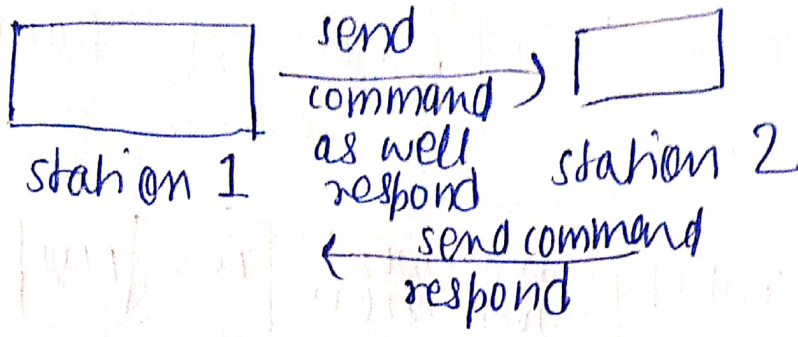 send
command
as well
respond
station 1
station 2
send command
respond